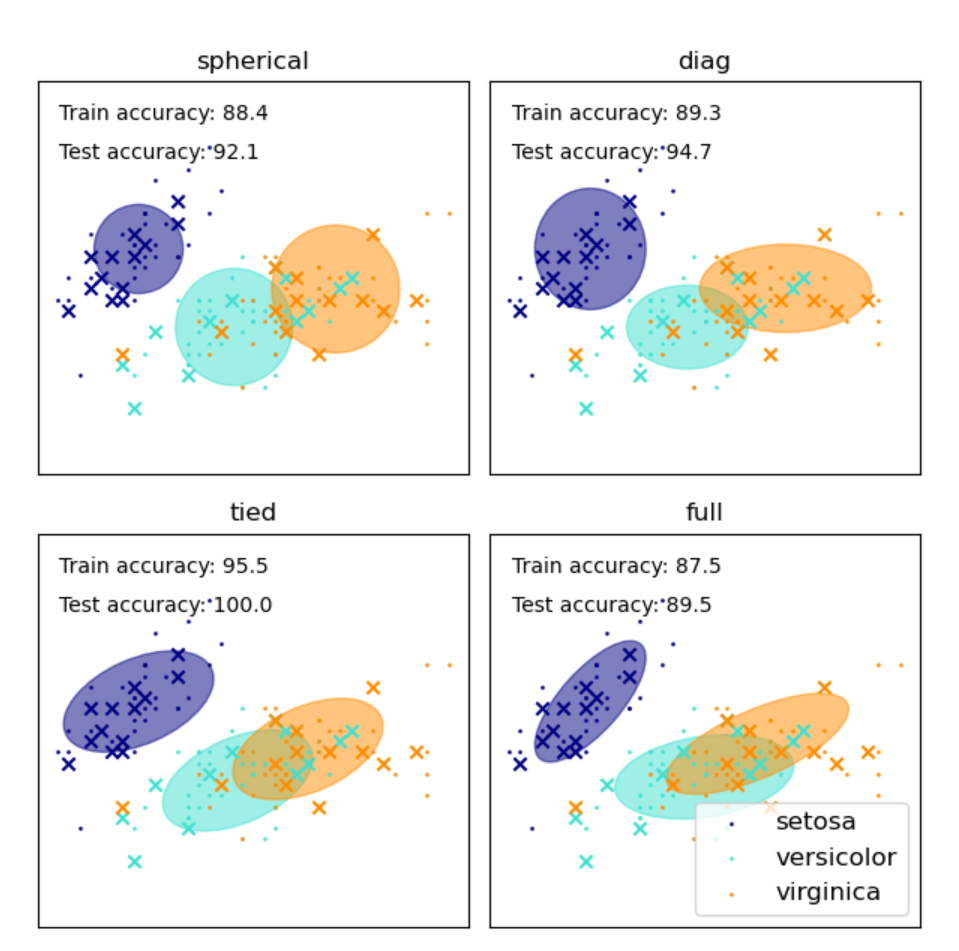 spherical
Train accuracy: 88.4
Test accuracy: 92.1
diag
Train accuracy: 89.3
Test accuracy: 94.7
tied
Train accuracy: 95.5
Test accuracy: 100.0
full
Train accuracy: 87.5
Test accuracy: 89.5
setosa
versicolor
virginica